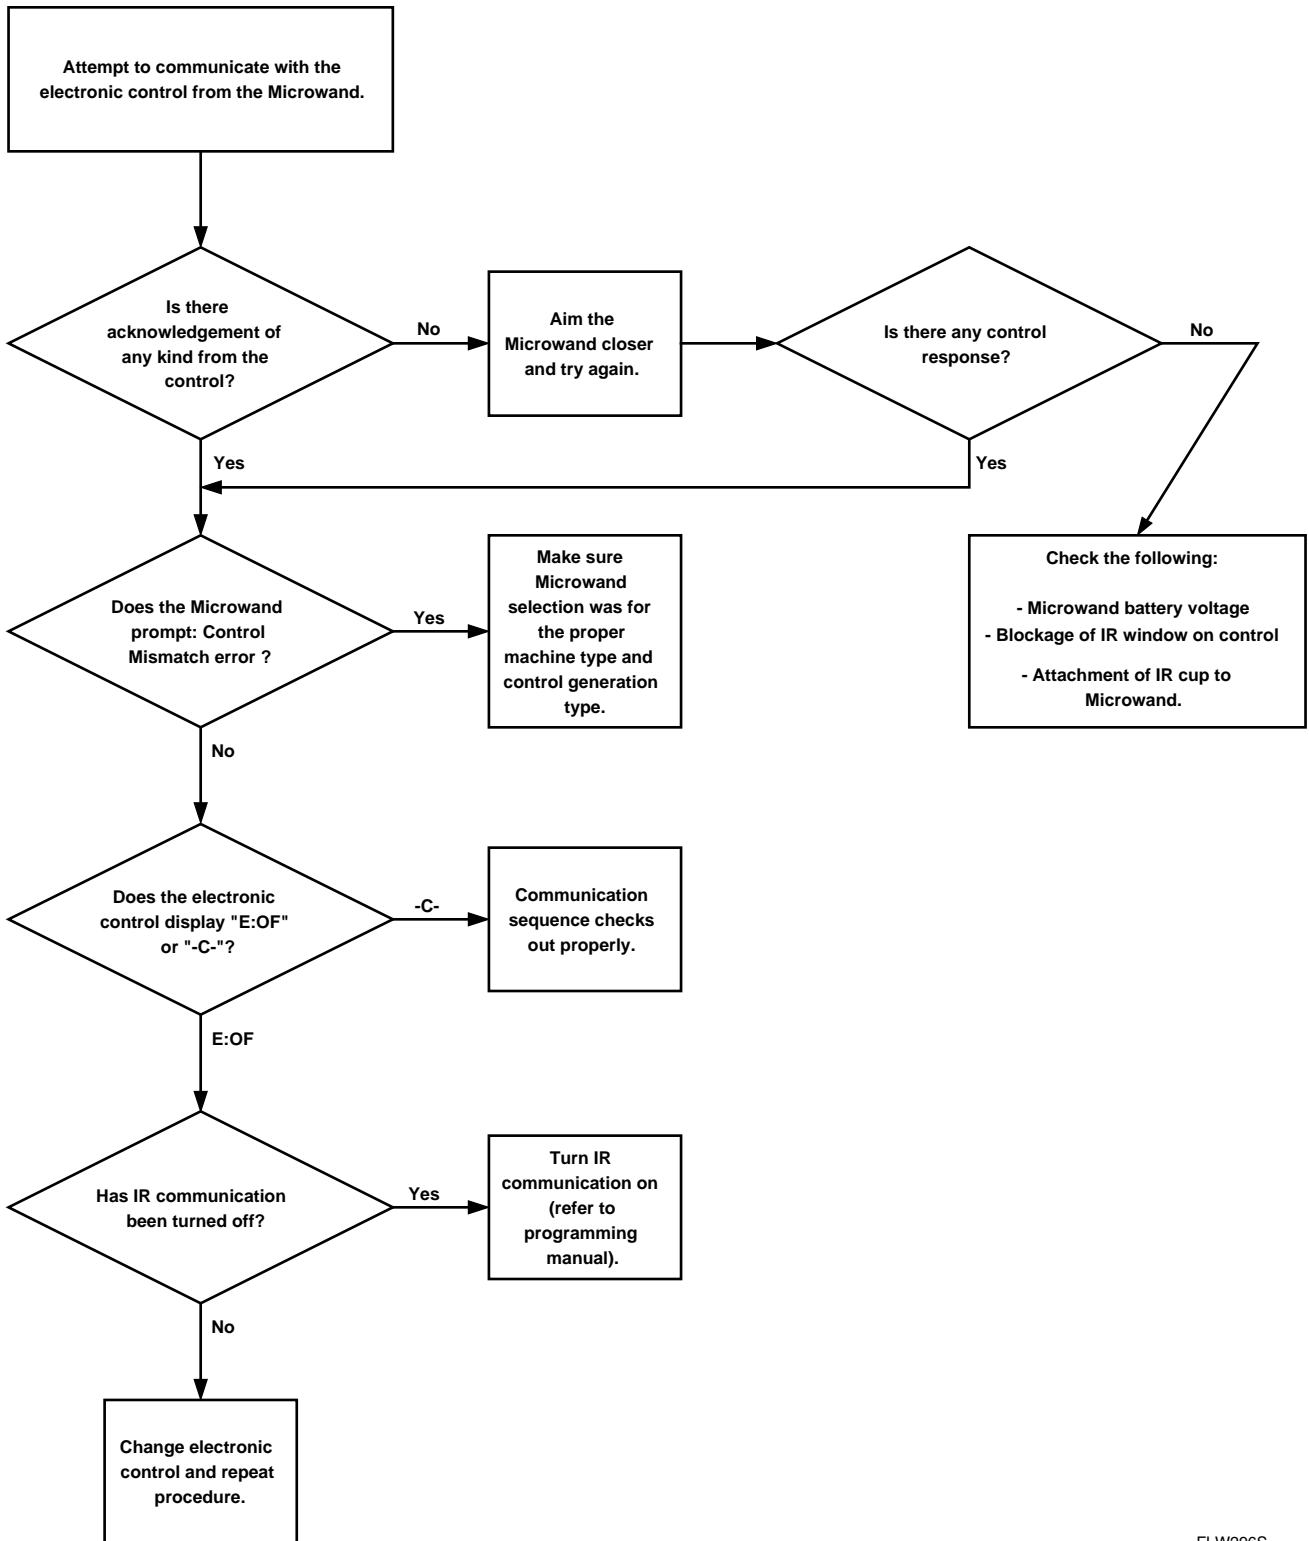 Attempt to communicate with the
electronic control from the Microwand.
Is there
acknowledgement of
any kind from the
control?
No
Aim the
Microwand closer
and try again.
Is there any control
response?
No
Yes
Yes
Does the Microwand
prompt: Control
Mismatch error ?
Yes
Make sure
Microwand
selection was for
the proper
machine type and
control generation
type.
Check the following:
- Microwand battery voltage
- Blockage of IR window on control
- Attachment of IR cup to
Microwand.
No
Does the electronic
control display "E:OF"
or "-C-"?
-C-
Communication
sequence checks
out properly.
E:OF
Has IR communication
been turned off?
Yes
Turn IR
communication on
(refer to
programming
manual).
No
Change electronic
control and repeat
procedure.